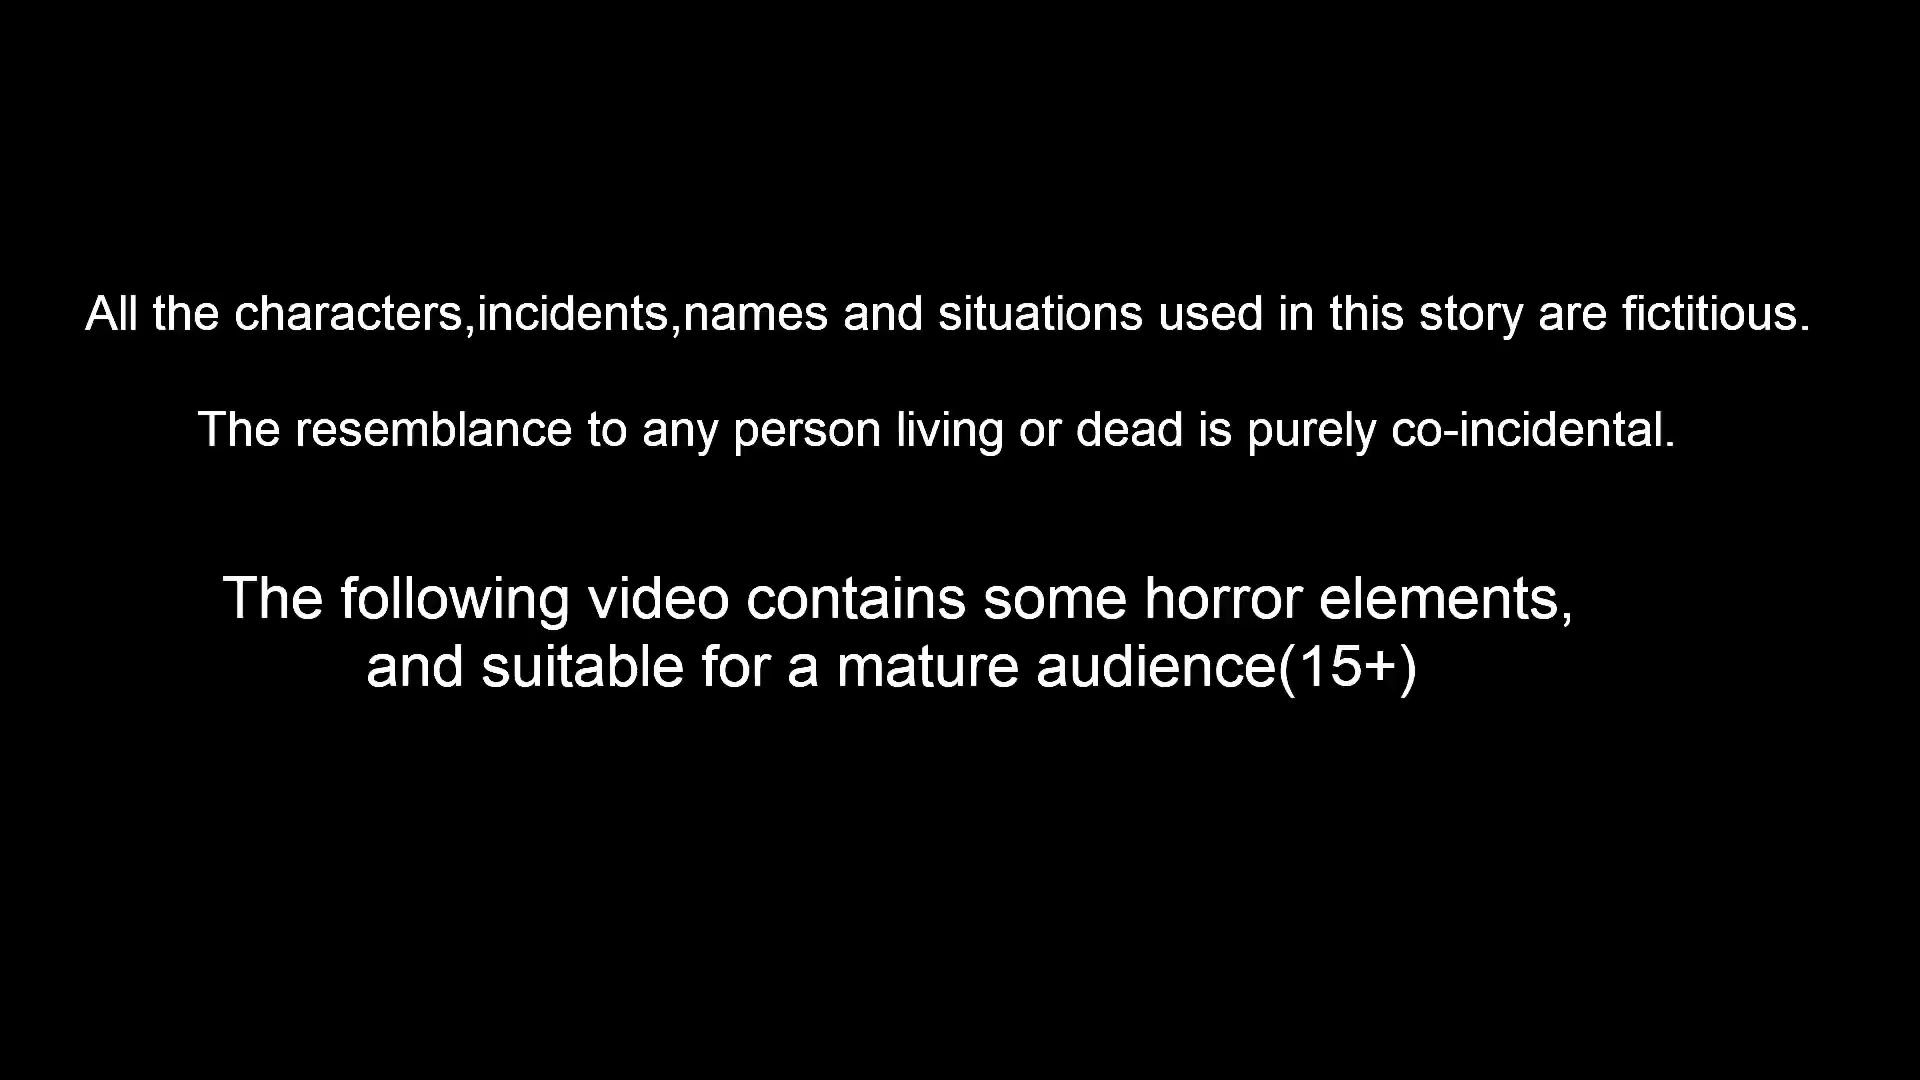 All the characters,incidents,names and situations used in this story are fictitious.
The resemblance to any person living or dead is purely co-incidental.
The following video contains some horror elements,
and suitable for a mature audience(15+)